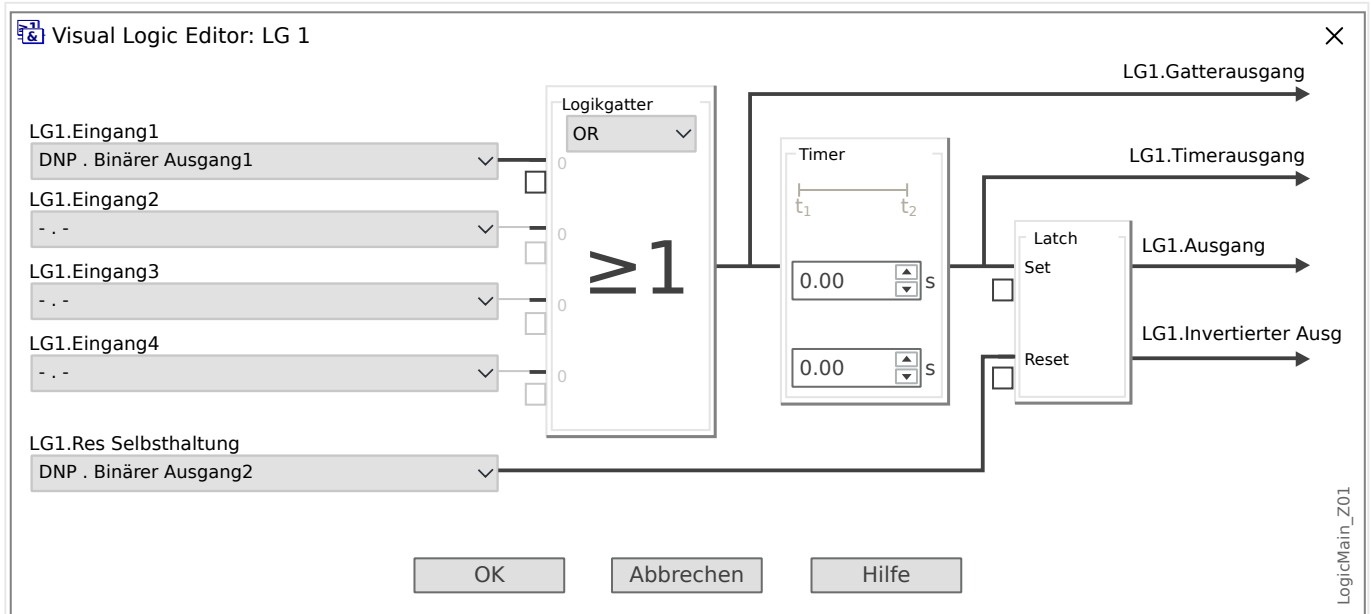 Visual Logic Editor: LG 1
LG1.Gatterausgang
Logikgatter
OR
LG1.Eingang1
DNP . Binärer Ausgang1
0
Timer
LG1.Timerausgang
t1 t2
LG1.Eingang2
- . -
0
≥1
Latch
LG1.Ausgang
Set
0.00 s
LG1.Eingang3
- . -
0
LG1.Invertierter Ausg
LG1.Eingang4
- . -
0
0.00 s
Reset
LG1.Res Selbsthaltung
DNP . Binärer Ausgang2
OK
Abbrechen
Hilfe
LogicMain_Z01
&